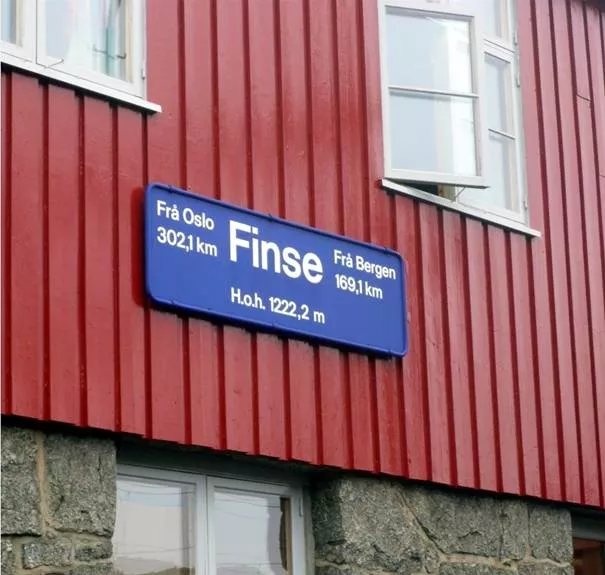 Frå Oslo
302,1 km
Finse
Frå Bergen
169,1 km
H.o.h. 1222,2 m